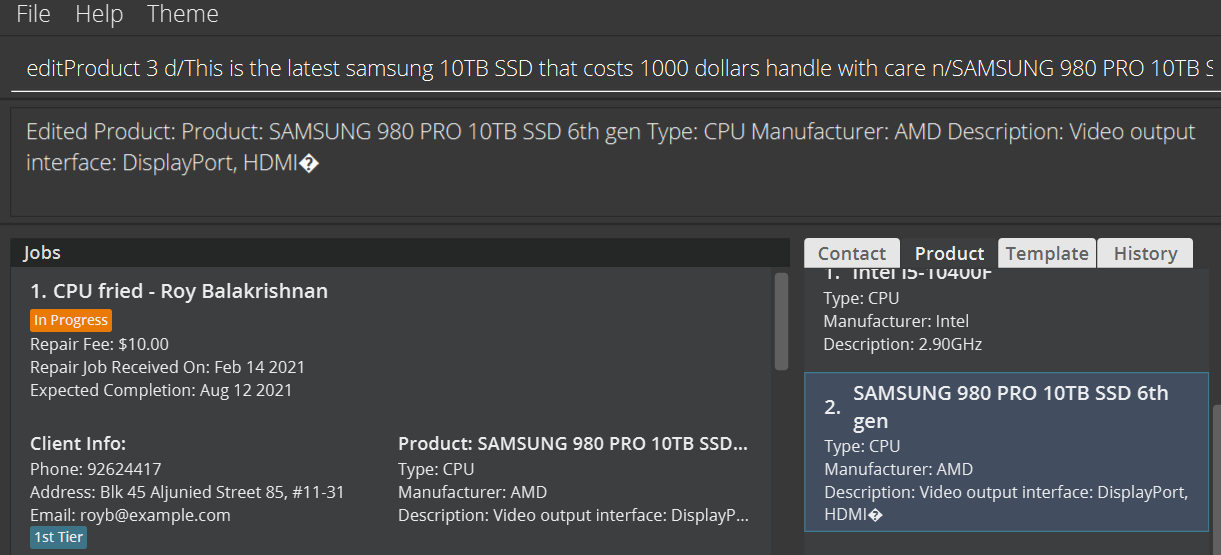 File Help Theme
editProduct 3 d/This is the latest samsung 10TB SSD that costs 1000 dollars handle with care n/SAMSUNG 980 PRO 10TB S
Edited Product: Product: SAMSUNG 980 PRO 10TB SSD 6th gen Type: CPU Manufacturer: AMD Description: Video output
interface: DisplayPort, HDMI�
Jobs
1. CPU fried - Roy Balakrishnan
In Progress
Repair Fee: $10.00
Repair Job Received On: Feb 14 2021
Expected Completion: Aug 12 2021
Client Info:
Phone: 92624417
Address: Blk 45 Aljunied Street 85, #11-31
Email: royb@example.com
1st Tier
Product: SAMSUNG 980 PRO 10TB SSD...
Type: CPU
Manufacturer: AMD
Description: Video output interface: DisplayP...
Contact Product Template History
1. Intel i5-10400F
Type: CPU
Manufacturer: Intel
Description: 2.90GHz
2. SAMSUNG 980 PRO 10TB SSD 6th
gen
Type: CPU
Manufacturer: AMD
Description: Video output interface: DisplayPort,
HDMI�